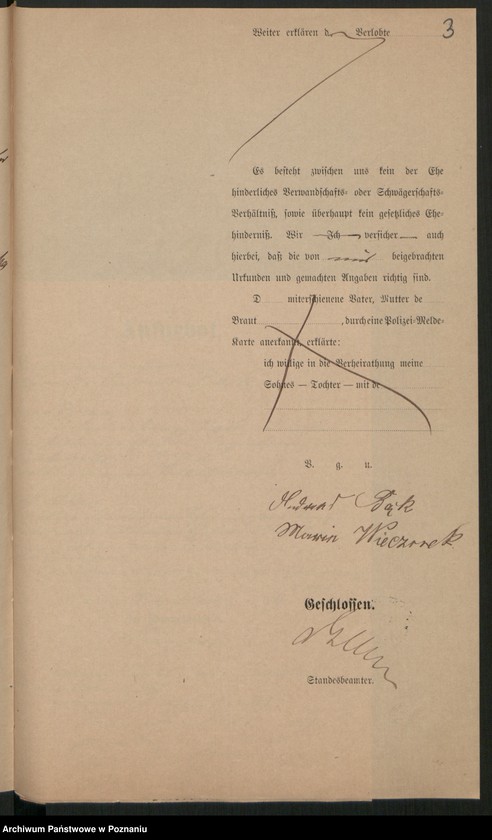 3
Weiter erklären d Verlobte
Es besteht zwischen uns kein der Ehe
hinderliches Verwandschafts- oder Schwägerschafts-
Verhältniß, sowie überhaupt kein gesetzliches Ehe-
hinderniß. Wir — Ich — versicher — auch
hierbei, daß die von uns beigebrachten
Urkunden und gemachten Angaben richtig sind.
D miterschienene Vater, Mutter de
Braut , durch eine Polizei-Melde-
Karte anerkannt, erklärte:
ich willige in die Verheirathung meine
Sohnes — Tochter — mit de
V. g. u.
Bąk
Maria Wieczorek
Geschlossen.
Standesbeamter.
Archiwum Państwowe w Poznaniu